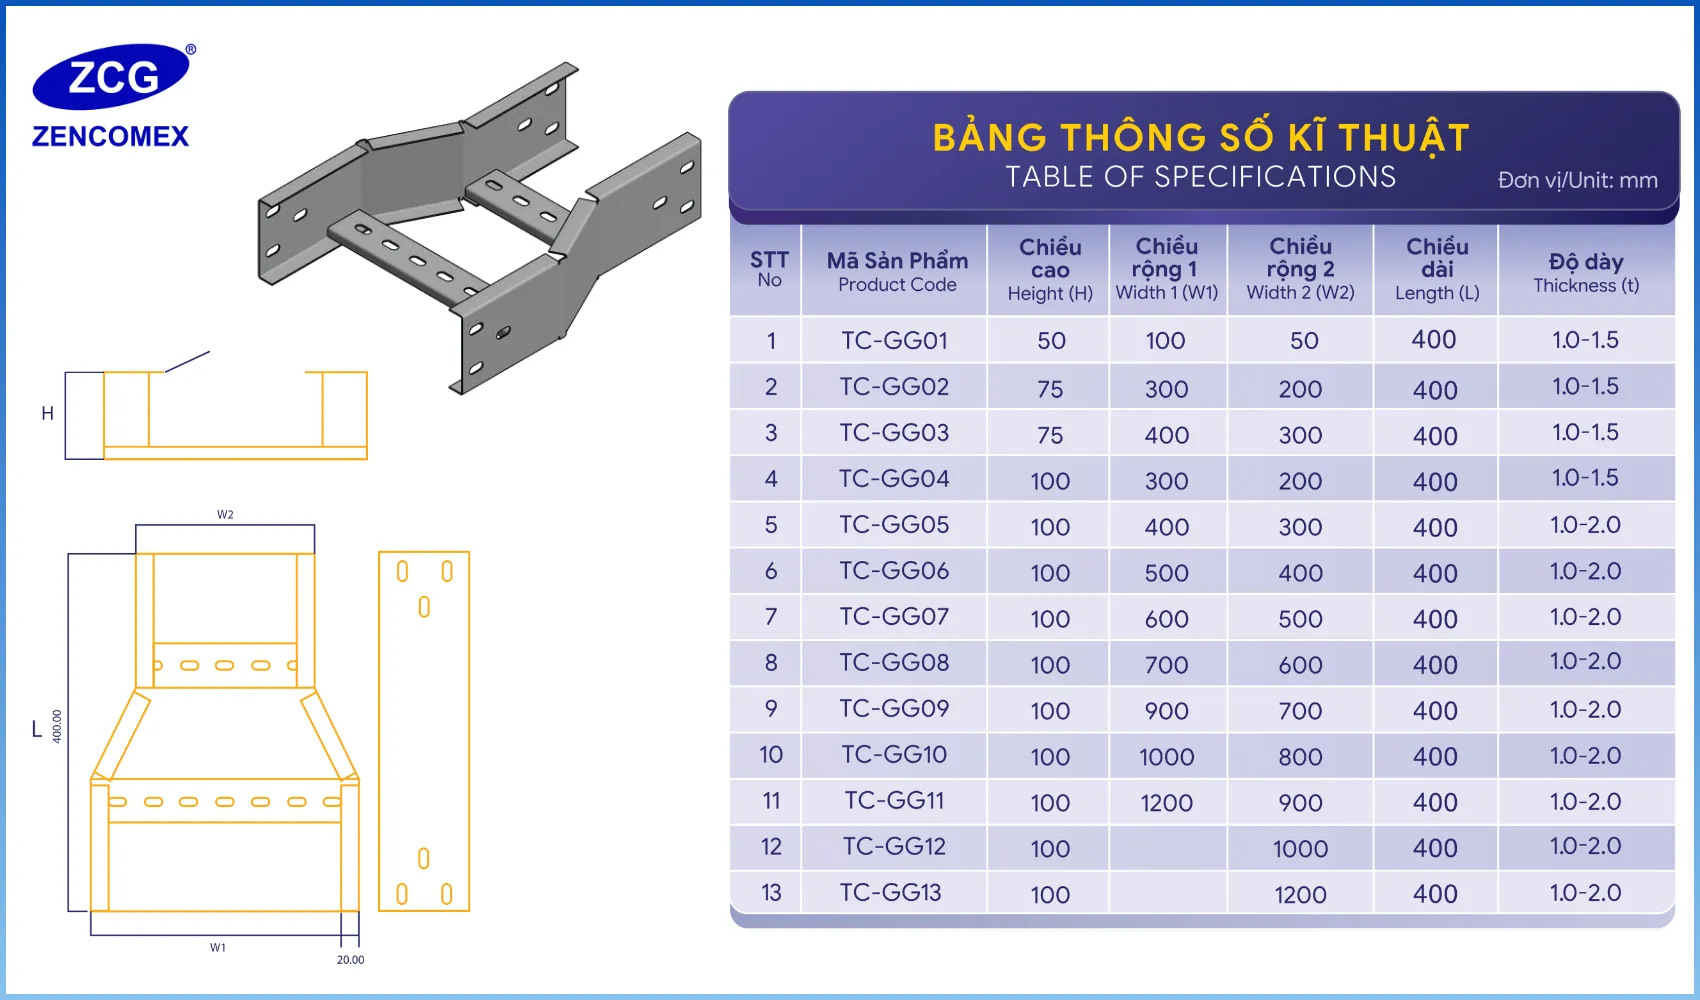 ZCG®
ZENCOMEX
BẢNG THÔNG SỐ KĨ THUẬT
TABLE OF SPECIFICATIONS
Đơn vị/Unit: mm
STT No
Mã Sản Phẩm Product Code
Chiều cao Height (H)
Chiều rộng 1 Width 1 (W1)
Chiều rộng 2 Width 2 (W2)
Chiều dài Length (L)
Độ dày Thickness (t)
1 TC-GG01 50 100 50 400 1.0-1.5
2 TC-GG02 75 300 200 400 1.0-1.5
3 TC-GG03 75 400 300 400 1.0-1.5
4 TC-GG04 100 300 200 400 1.0-1.5
5 TC-GG05 100 400 300 400 1.0-2.0
6 TC-GG06 100 500 400 400 1.0-2.0
7 TC-GG07 100 600 500 400 1.0-2.0
8 TC-GG08 100 700 600 400 1.0-2.0
9 TC-GG09 100 900 700 400 1.0-2.0
10 TC-GG10 100 1000 800 400 1.0-2.0
11 TC-GG11 100 1200 900 400 1.0-2.0
12 TC-GG12 100 1000 400 1.0-2.0
13 TC-GG13 100 1200 400 1.0-2.0
H
W2
L
400.00
W1
20.00